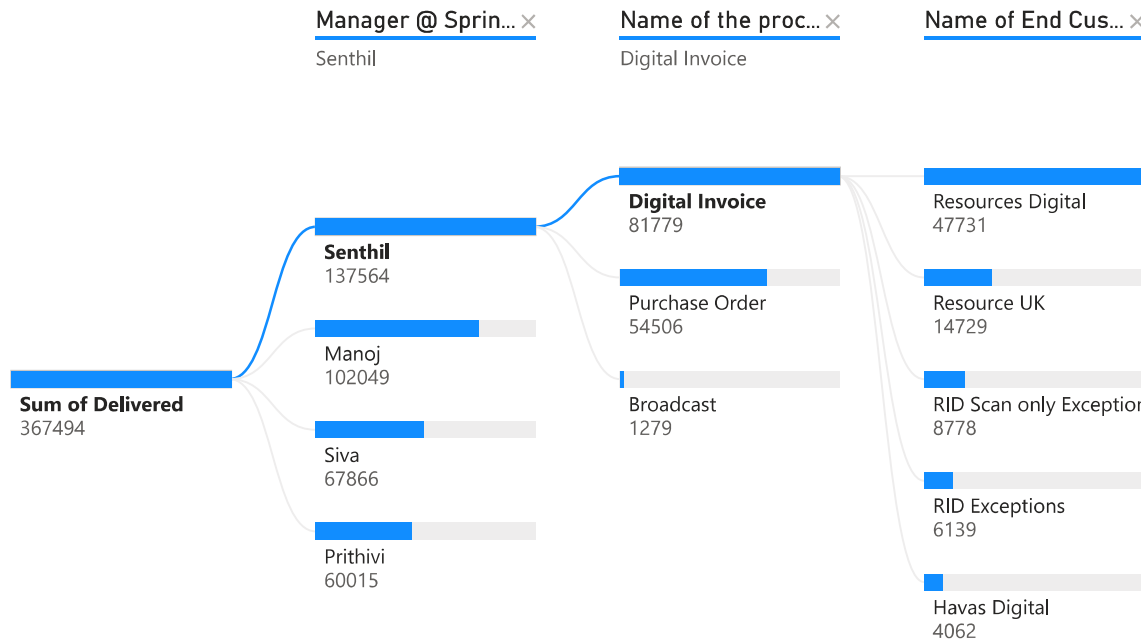 Manager @ Sprin...
Senthil
Name of the proc...
Digital Invoice
Name of End Cus...
Sum of Delivered
367494
Senthil
137564
Manoj
102049
Siva
67866
Prithivi
60015
Digital Invoice
81779
Purchase Order
54506
Broadcast
1279
Resources Digital
47731
Resource UK
14729
RID Scan only Exception
8778
RID Exceptions
6139
Havas Digital
4062